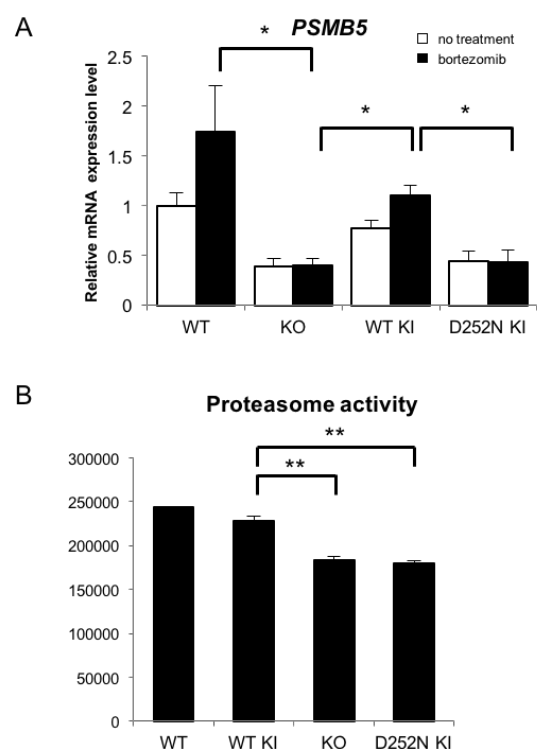 A
PSMB5
no treatment
bortezomib
*
*
*
Relative mRNA expression level
2.5
2
1.5
1
0.5
0
WT
KO
WT KI
D252N KI
B
Proteasome activity
**
**
300000
250000
200000
150000
100000
50000
0
WT
WT KI
KO
D252N KI